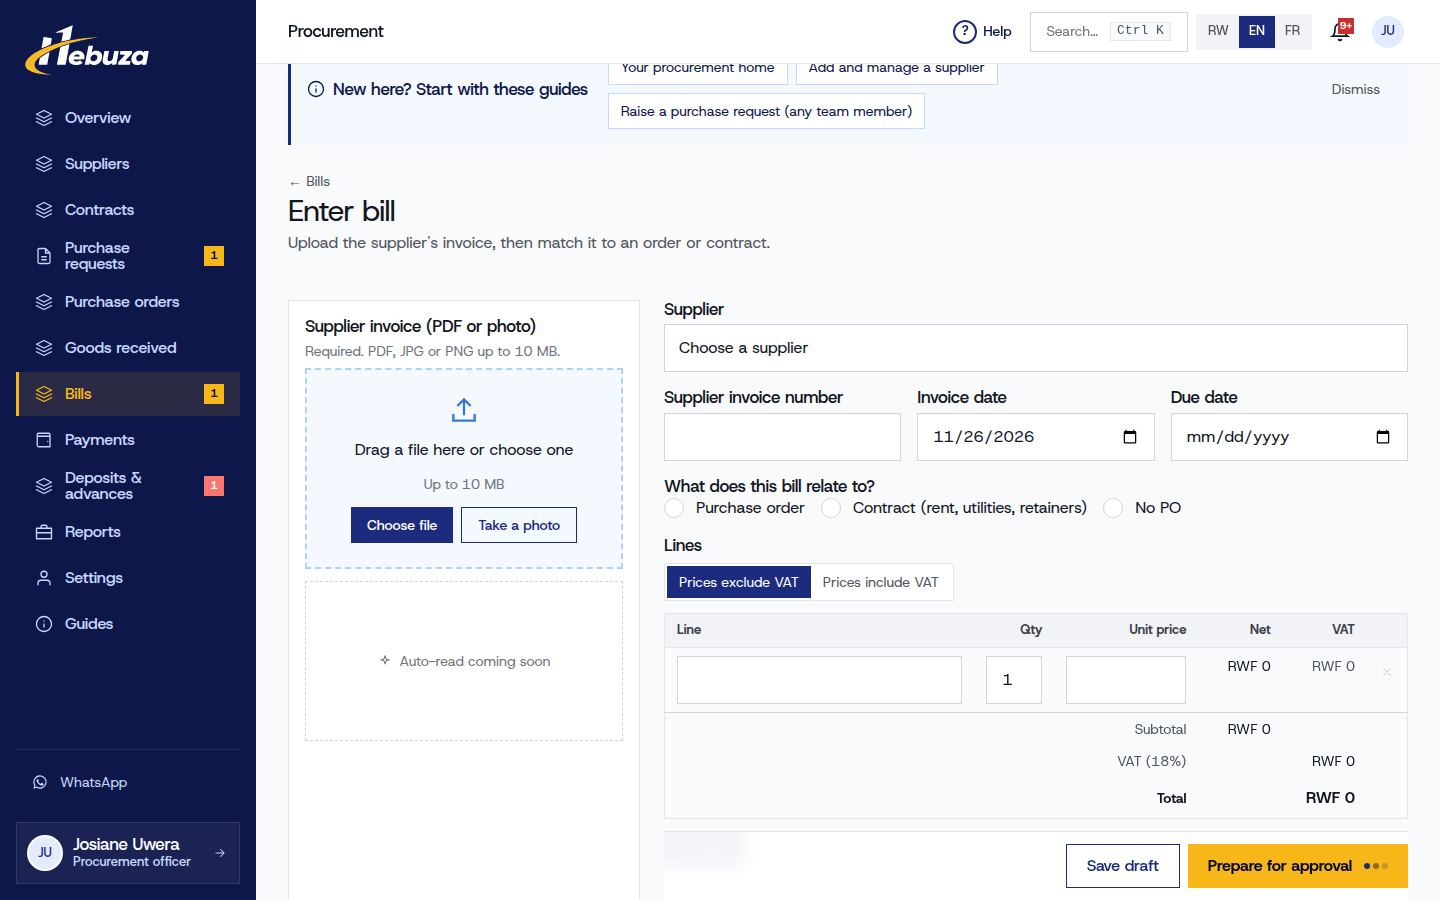 Hebuza
Overview
Suppliers
Contracts
Purchase requests
1
Purchase orders
Goods received
Bills
1
Payments
Deposits & advances
1
Reports
Settings
Guides
WhatsApp
JU
Josiane Uwera
Procurement officer
→
Procurement
? Help
Search... Ctrl K
RW EN FR
9+
JU
New here? Start with these guides
Your procurement home
Add and manage a supplier
Raise a purchase request (any team member)
Dismiss
← Bills
Enter bill
Upload the supplier's invoice, then match it to an order or contract.
Supplier invoice (PDF or photo)
Required. PDF, JPG or PNG up to 10 MB.
Drag a file here or choose one
Up to 10 MB
Choose file
Take a photo
Auto-read coming soon
Supplier
Choose a supplier
Supplier invoice number
Invoice date
11/26/2026
Due date
mm/dd/yyyy
What does this bill relate to?
Purchase order
Contract (rent, utilities, retainers)
No PO
Lines
Prices exclude VAT
Prices include VAT
Line Qty Unit price Net VAT
1 RWF 0 RWF 0 ×
Subtotal RWF 0
VAT (18%) RWF 0
Total RWF 0
Save draft
Prepare for approval